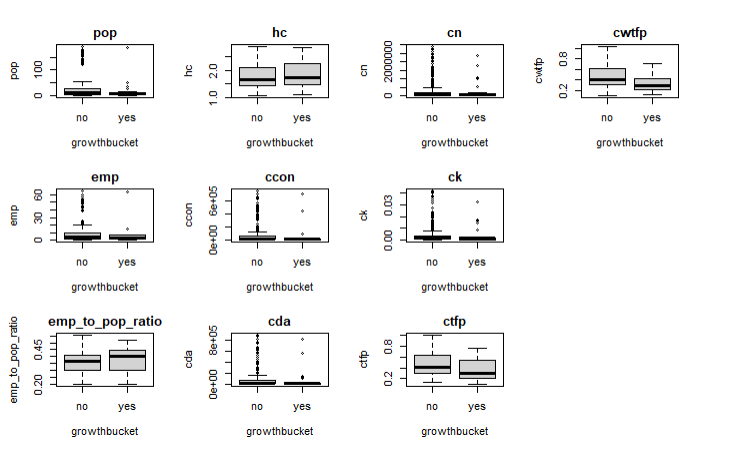 pop
pop
0 100
no yes
growthbucket
hc
hc
1.0 2.0
no yes
growthbucket
cn
cn
0 2000000
no yes
growthbucket
cwtfp
cwtfp
0.2 0.8
no yes
growthbucket
emp
emp
0 30 60
no yes
growthbucket
ccon
ccon
0e+00 6e+05
no yes
growthbucket
ck
ck
0.00 0.03
no yes
growthbucket
emp_to_pop_ratio
emp_to_pop_ratio
0.20 0.45
no yes
growthbucket
cda
cda
0e+00 8e+05
no yes
growthbucket
ctfp
ctfp
0.2 0.8
no yes
growthbucket